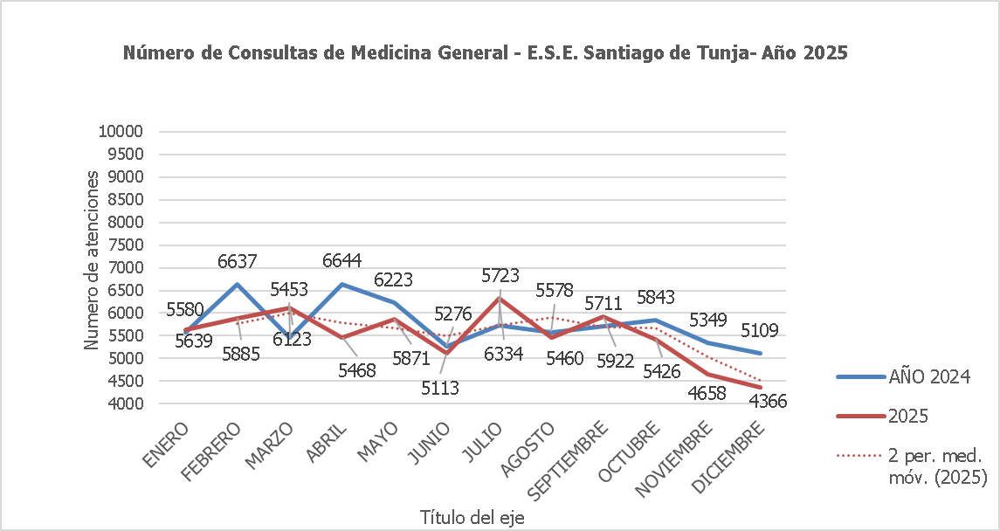 Número de Consultas de Medicina General - E.S.E. Santiago de Tunja- Año 2025
Numero de atenciones
10000
9500
9000
8500
8000
7500
7000
6500
6000
5500
5000
4500
4000
5580
6637
5453
6644
6223
5276
5723
5578
5711
5843
5349
5109
5639
5885
6123
5468
5871
5113
6334
5460
5922
5426
4658
4366
ENERO
FEBRERO
MARZO
ABRIL
MAYO
JUNIO
JULIO
AGOSTO
SEPTIEMBRE
OCTUBRE
NOVIEMBRE
DICIEMBRE
Título del eje
AÑO 2024
2025
2 per. med.
móv. (2025)